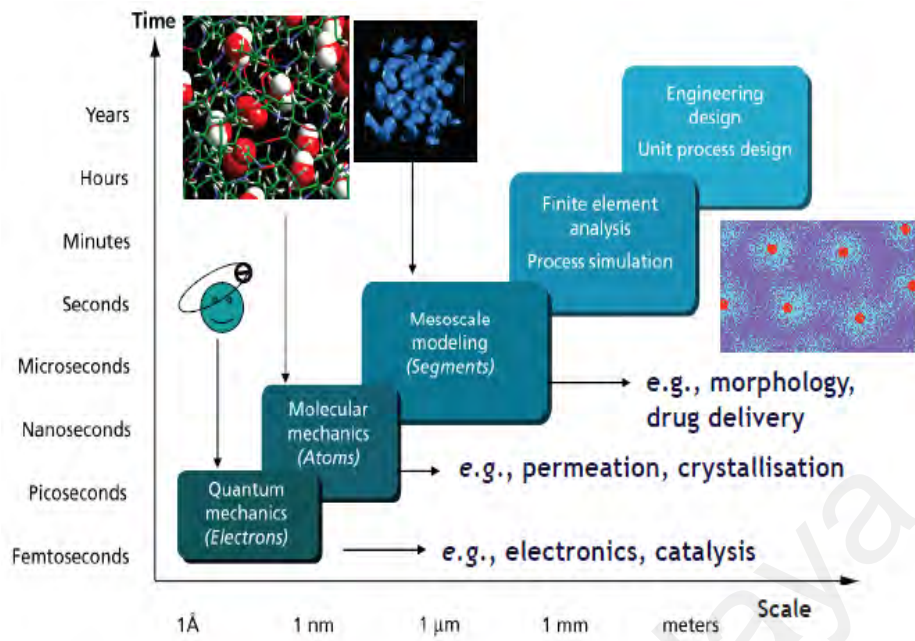 Time
Years
Hours
Minutes
Seconds
Microseconds
Nanoseconds
Picoseconds
Femtoseconds
Engineering
design
Unit process design
Finite element
analysis
Process simulation
Mesoscale
modeling
(Segments)
Molecular
mechanics
(Atoms)
Quantum
mechanics
(Electrons)
e.g., morphology,
drug delivery
e.g., permeation, crystallisation
e.g., electronics, catalysis
Scale
1Å
1 nm
1 μm
1 mm
meters
aya